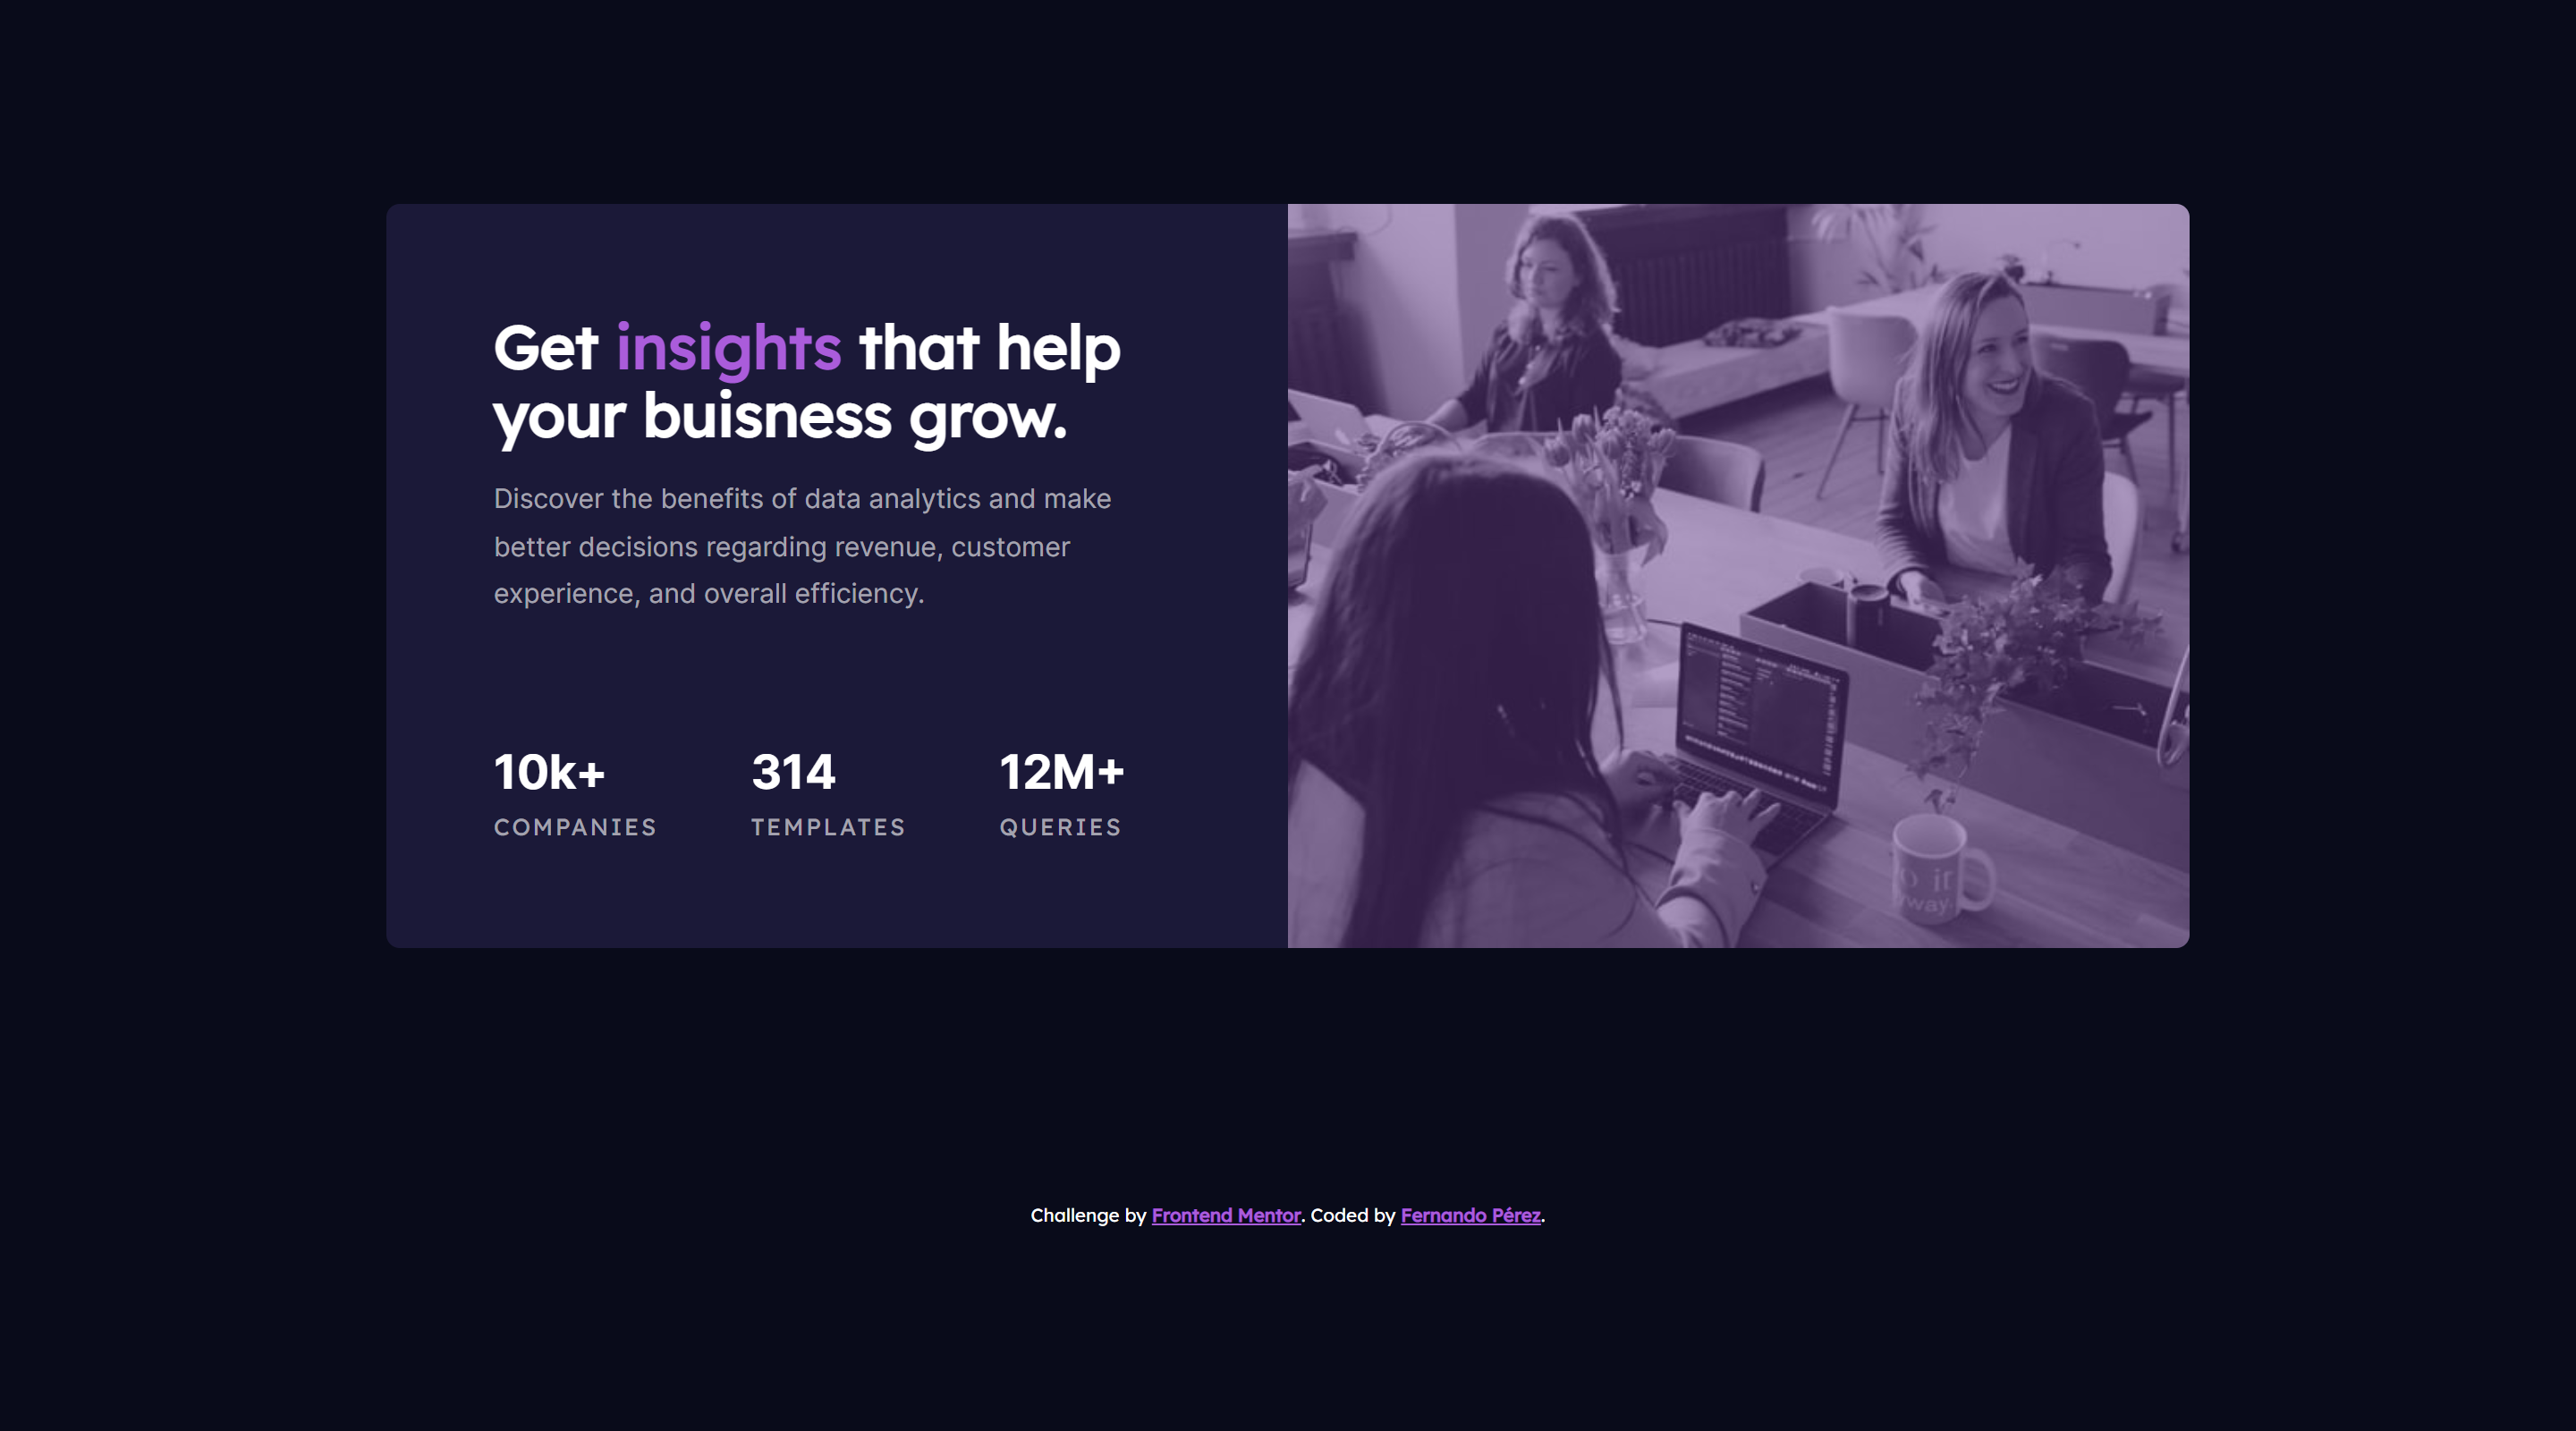 Get insights that help
your buisness grow.
Discover the benefits of data analytics and make
better decisions regarding revenue, customer
experience, and overall efficiency.
10k+ 314 12M+
COMPANIES TEMPLATES QUERIES
way.
Challenge by Frontend Mentor. Coded by Fernando Pérez.